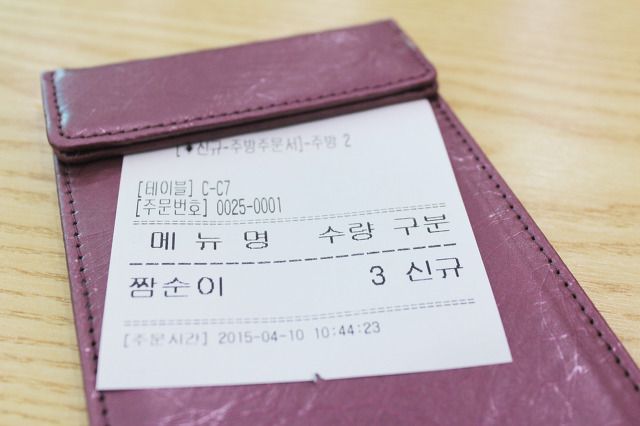 [♦신규-주방주문서]-주방 2
[테이블] C-C7
[주문번호] 0025-0001
메 뉴 명 수량 구분
짬순이 3 신규
[주문시간] 2015-04-10 10:44:23